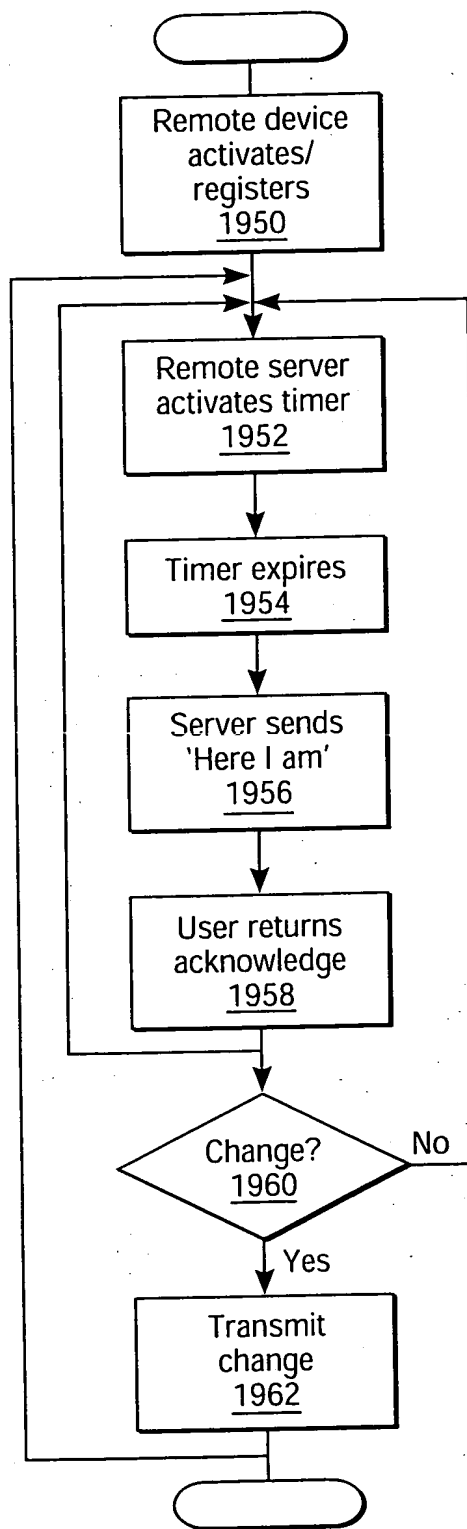 Remote device
activates/
registers
1950
Remote server
activates timer
1952
Timer expires
1954
Server sends
'Here I am'
1956
User returns
acknowledge
1958
Change?
1960
No
Yes
Transmit
change
1962